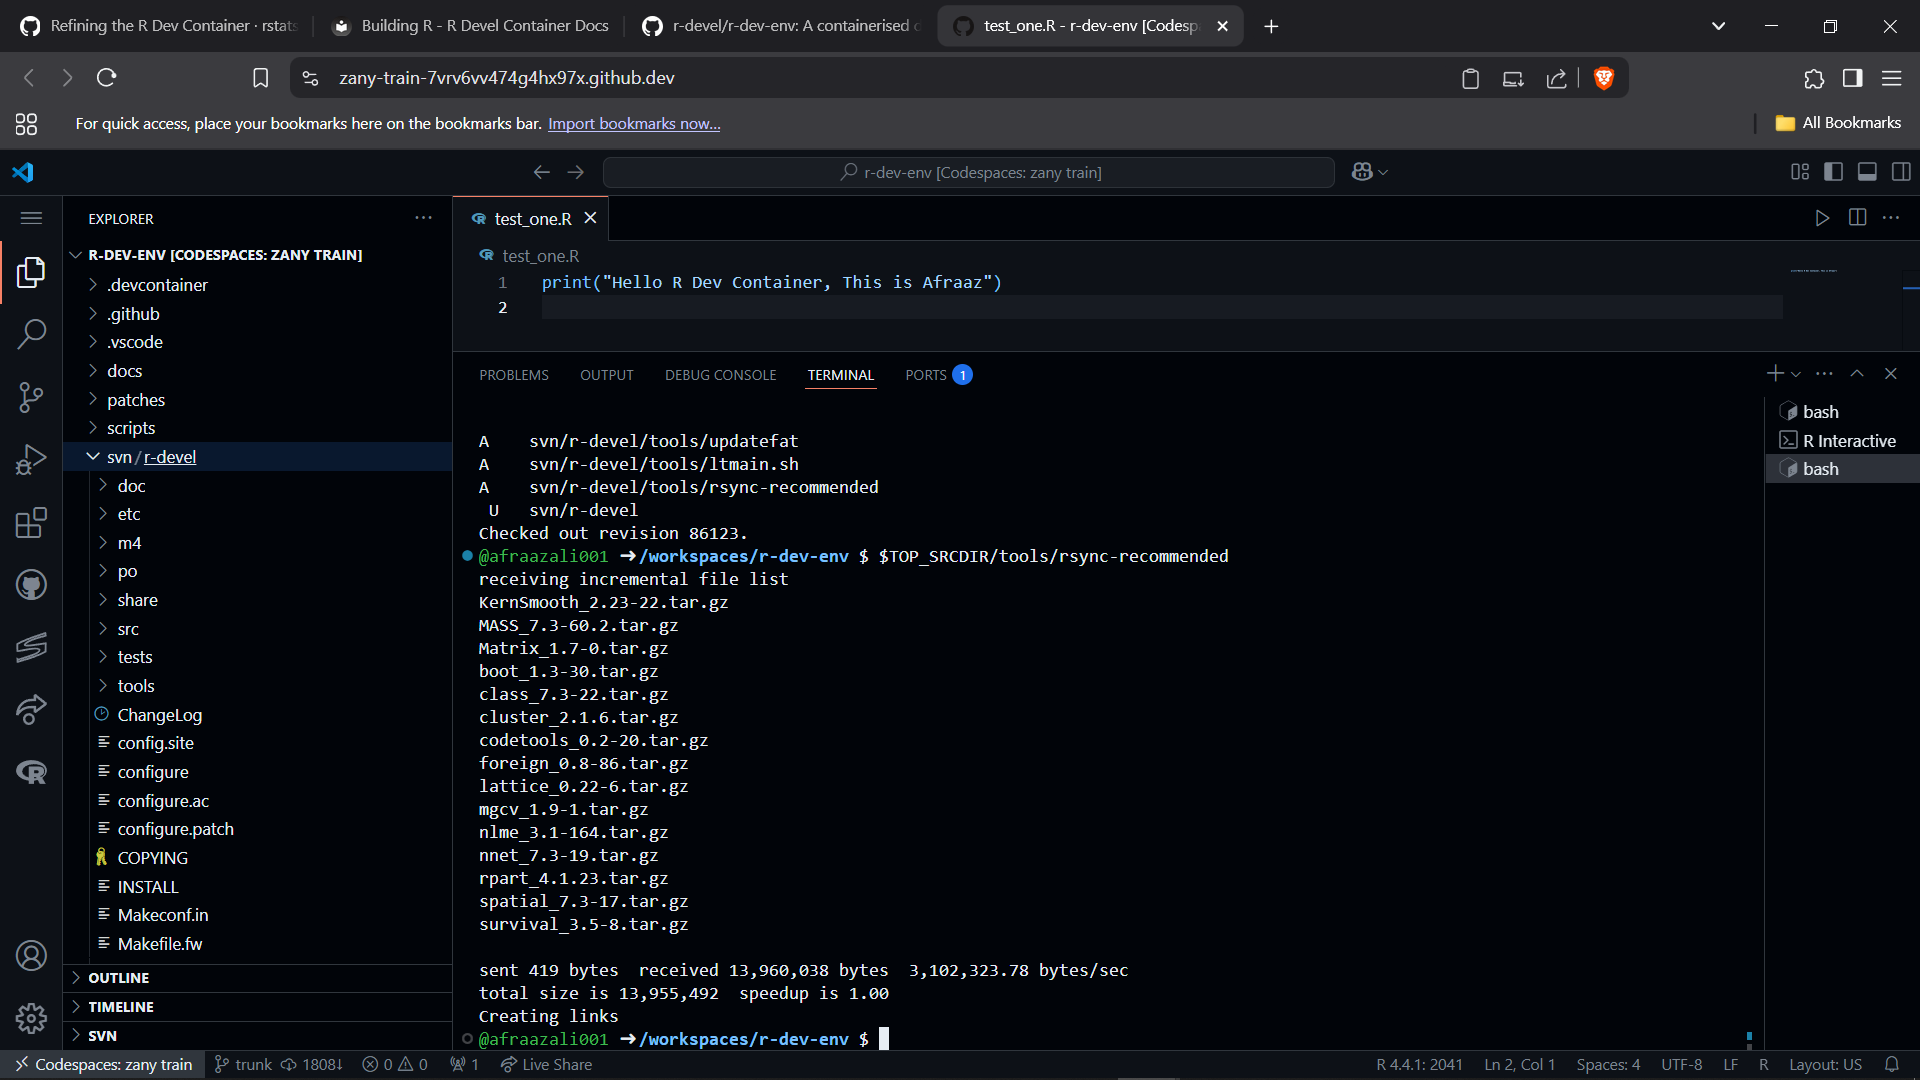 Refining the R Dev Container · rstats
Building R - R Devel Container Docs
r-devel/r-dev-env: A containerised
test_one.R - r-dev-env [Codesp
zany-train-7vrv6vv474g4hx97x.github.dev
For quick access, place your bookmarks here on the bookmarks bar. Import bookmarks now...
All Bookmarks
r-dev-env [Codespaces: zany train]
EXPLORER
R-DEV-ENV [CODESPACES: ZANY TRAIN]
.devcontainer
.github
.vscode
docs
patches
scripts
svn/r-devel
doc
etc
m4
po
share
src
tests
tools
ChangeLog
config.site
configure
configure.ac
configure.patch
COPYING
INSTALL
Makeconf.in
Makefile.fw
OUTLINE
TIMELINE
SVN
test_one.R
test_one.R
1 print("Hello R Dev Container, This is Afraaz")
2
PROBLEMS OUTPUT DEBUG CONSOLE TERMINAL PORTS 1
A svn/r-devel/tools/updatefat
A svn/r-devel/tools/ltmain.sh
A svn/r-devel/tools/rsync-recommended
U svn/r-devel
Checked out revision 86123.
@afraazali001 ➜/workspaces/r-dev-env $ $TOP_SRCDIR/tools/rsync-recommended
receiving incremental file list
KernSmooth_2.23-22.tar.gz
MASS_7.3-60.2.tar.gz
Matrix_1.7-0.tar.gz
boot_1.3-30.tar.gz
class_7.3-22.tar.gz
cluster_2.1.6.tar.gz
codetools_0.2-20.tar.gz
foreign_0.8-86.tar.gz
lattice_0.22-6.tar.gz
mgcv_1.9-1.tar.gz
nlme_3.1-164.tar.gz
nnet_7.3-19.tar.gz
rpart_4.1.23.tar.gz
spatial_7.3-17.tar.gz
survival_3.5-8.tar.gz
sent 419 bytes received 13,960,038 bytes 3,102,323.78 bytes/sec
total size is 13,955,492 speedup is 1.00
Creating links
@afraazali001 ➜/workspaces/r-dev-env $
bash
R Interactive
bash
Codespaces: zany train trunk 1808↓ 0 0 1 Live Share
R 4.4.1: 2041 Ln 2, Col 1 Spaces: 4 UTF-8 LF R Layout: US